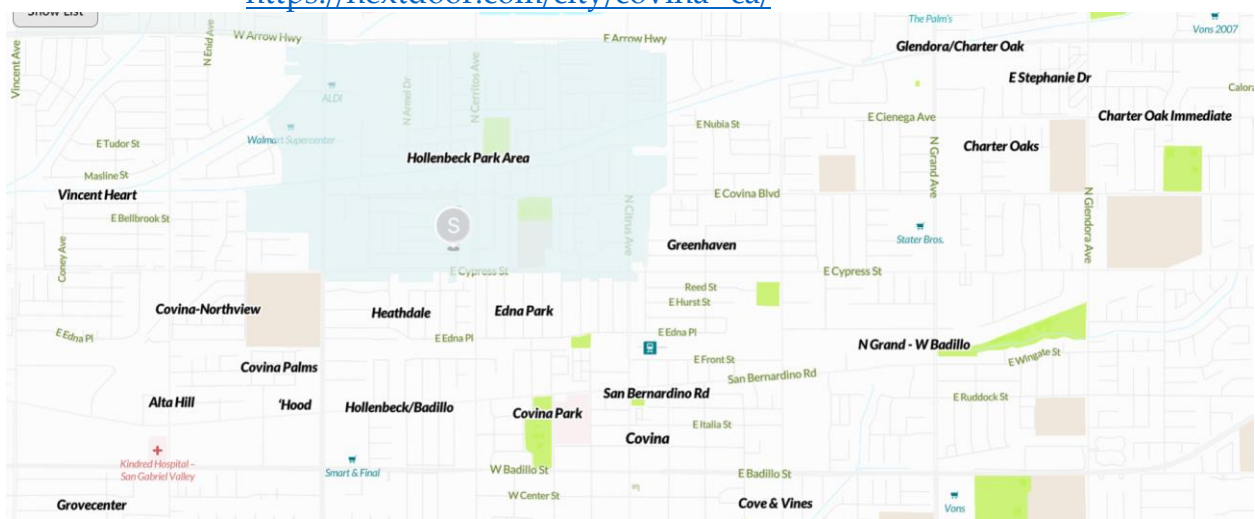 https://nextdoor.com/city/covina--ca/
Show List
Vincent Ave
N Enid Ave
W Arrow Hwy
E Arrow Hwy
The Palm's
Vons 2007
Glendora/Charter Oak
E Stephanie Dr
ALDI
N Armel Dr
N Cerritos Ave
Calora
E Cienega Ave
Charter Oak Immediate
E Nubia St
Walmart Supercenter
E Tudor St
Charter Oaks
Hollenbeck Park Area
N Grand Ave
Masline St
Vincent Heart
E Covina Blvd
N Glendora Ave
E Bellbrook St
N Citrus Ave
S
Coney Ave
Greenhaven
Stater Bros.
E Cypress St
E Cypress St
Reed St
E Hurst St
Covina-Northview
Heathdale
Edna Park
E Edna Pl
E Edna Pl
E Edna Pl
N Grand - W Badillo
E Front St
E Wingate St
Covina Palms
San Bernardino Rd
San Bernardino Rd
E Ruddock St
Alta Hill
'Hood
Hollenbeck/Badillo
Covina Park
E Italia St
Covina
Kindred Hospital –
San Gabriel Valley
Smart & Final
W Badillo St
E Badillo St
W Center St
Grovecenter
Cove & Vines
Vons